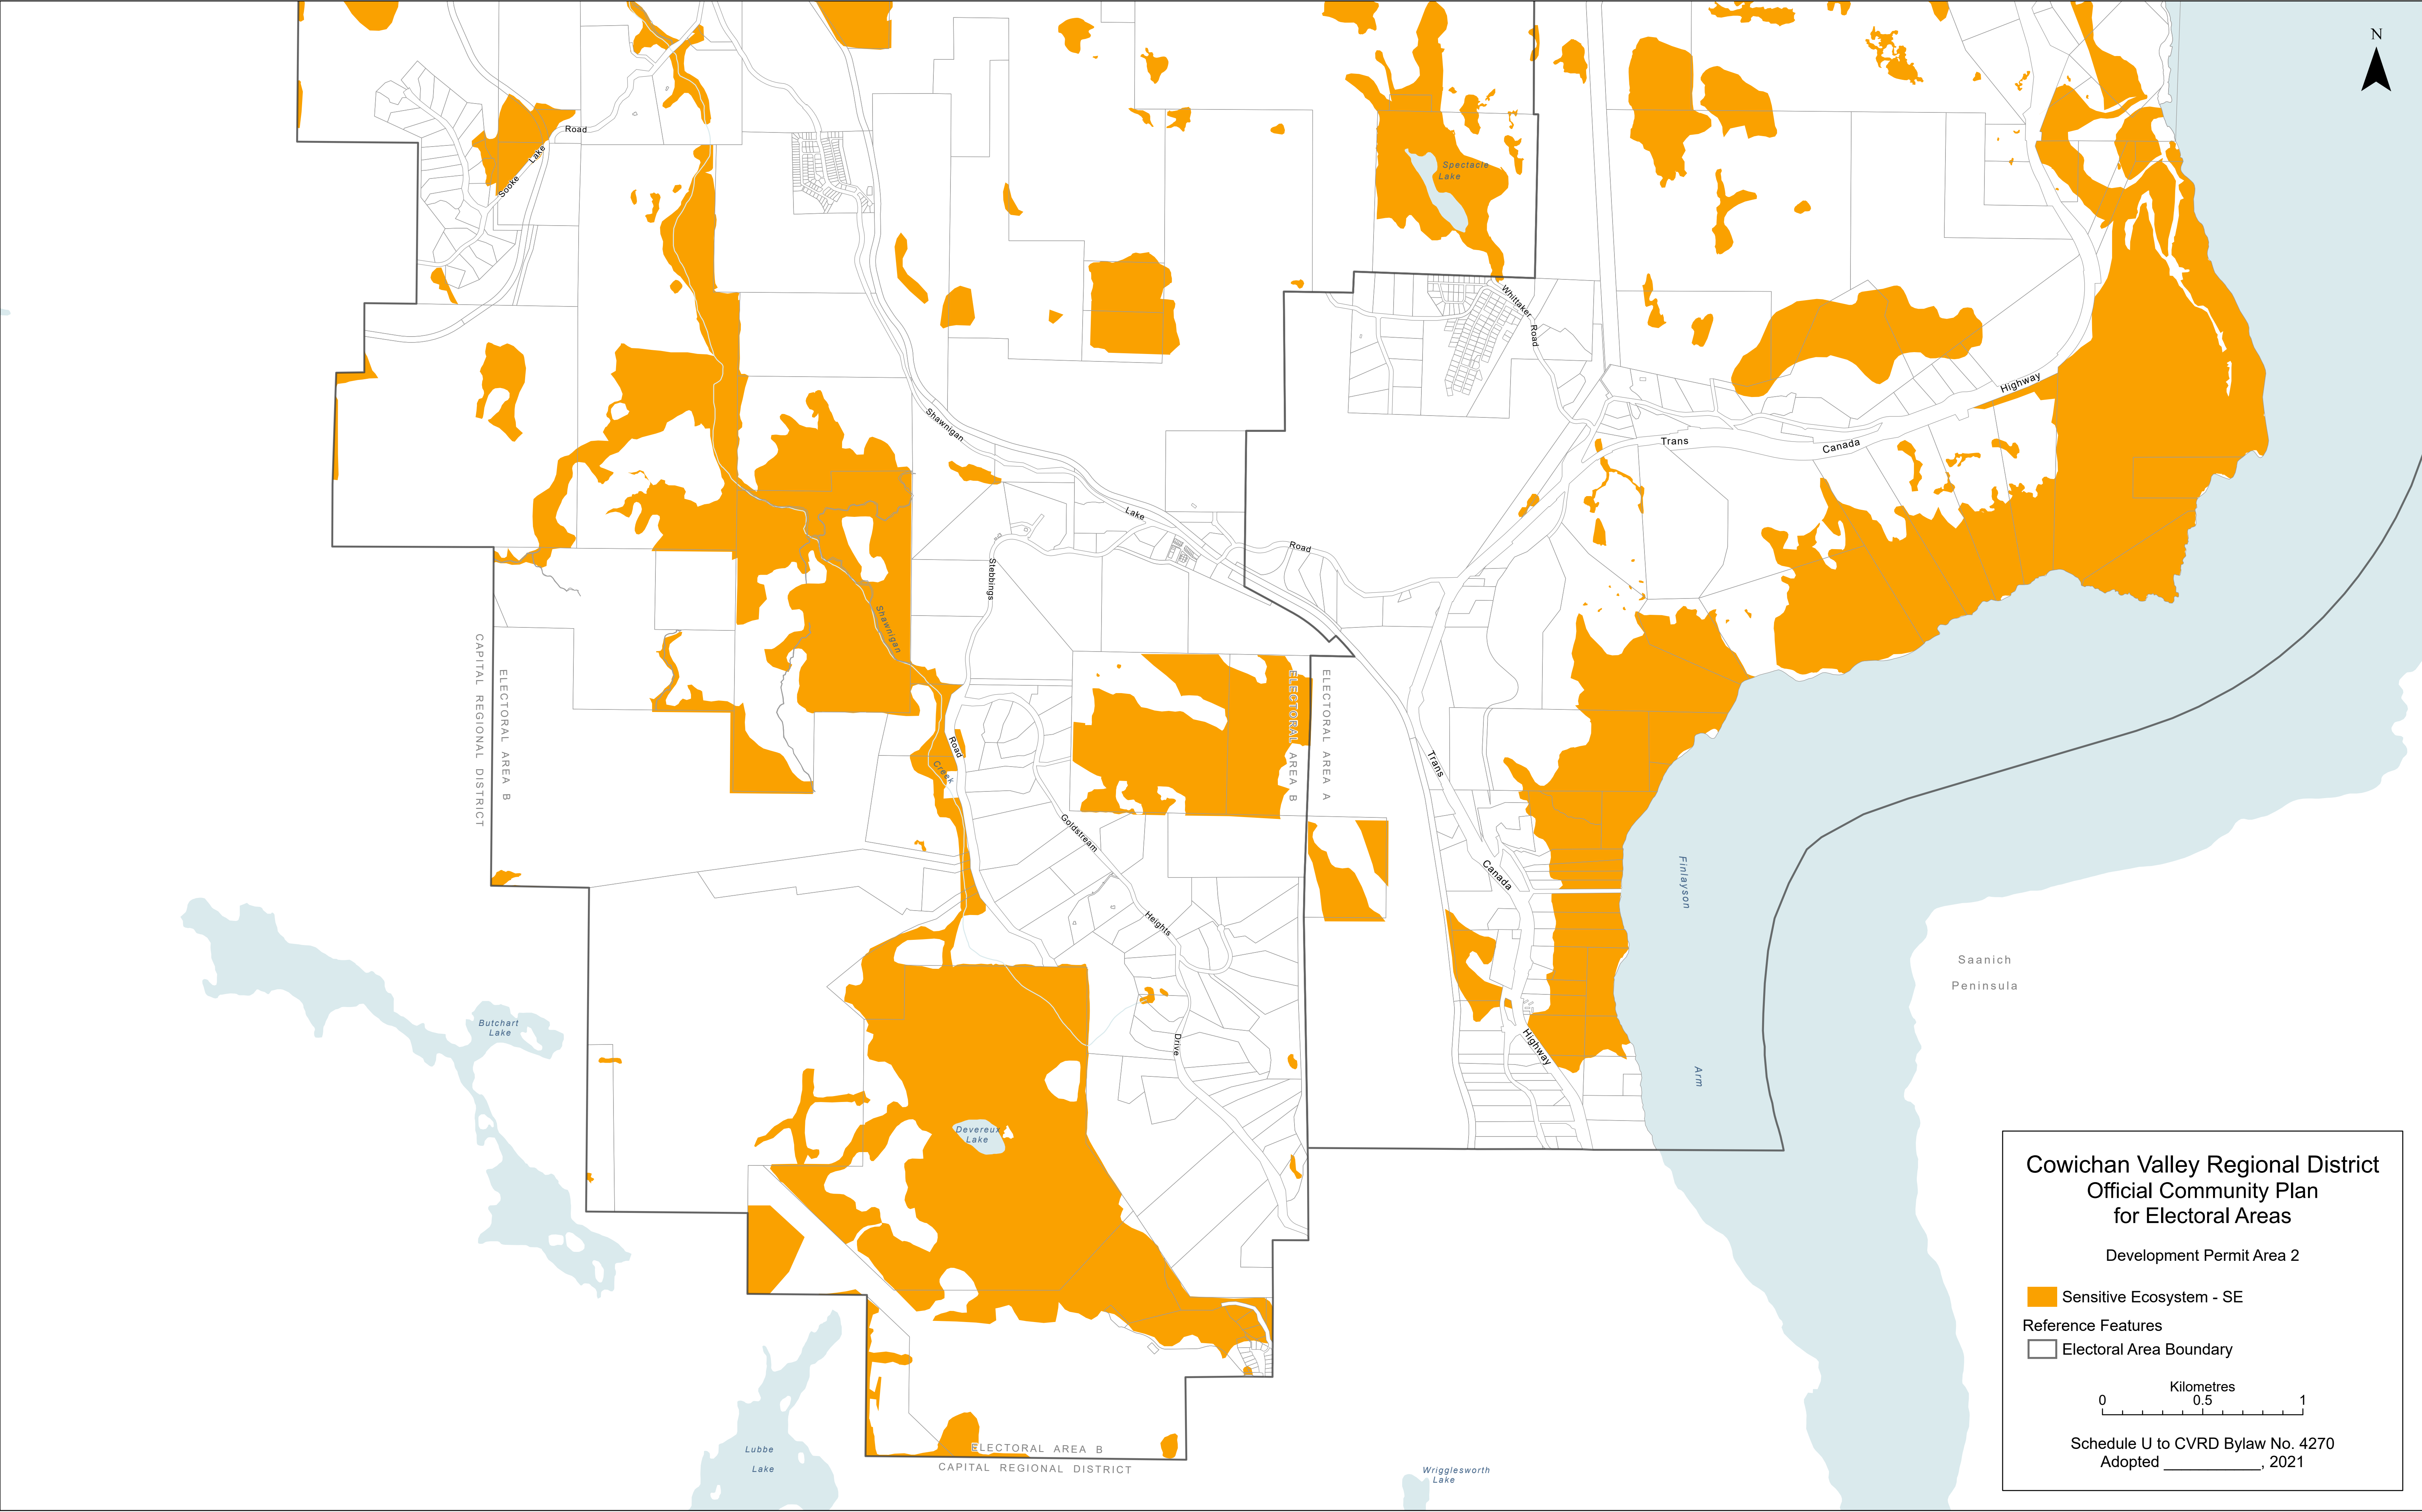 N
Road
Lake
Sooke
Spectacle
Lake
Whittaker
Road
Highway
Canada
Trans
Shawnigan
Lake
Road
Stebbings
Shawnigan
Creek
Road
CAPITAL REGIONAL DISTRICT
ELECTORAL AREA B
ELECTORAL AREA B
ELECTORAL AREA A
Trans
Canada
Highway
Goldstream
Heights
Drive
Finlayson
Arm
Saanich
Peninsula
Butchart
Lake
Devereux
Lake
Lubbe
Lake
ELECTORAL AREA B
CAPITAL REGIONAL DISTRICT
Wrigglesworth
Lake
Cowichan Valley Regional District
Official Community Plan
for Electoral Areas
Development Permit Area 2
Sensitive Ecosystem - SE
Reference Features
Electoral Area Boundary
Kilometres
0 0.5 1
Schedule U to CVRD Bylaw No. 4270
Adopted ____________, 2021